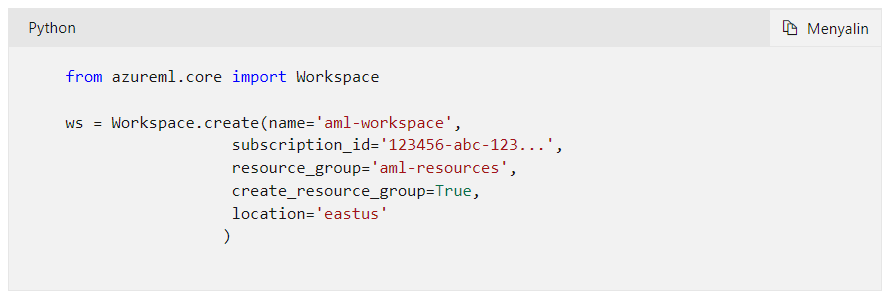 Python
Menyalin
from azureml.core import Workspace
ws = Workspace.create(name='aml-workspace',
subscription_id='123456-abc-123...',
resource_group='aml-resources',
create_resource_group=True,
location='eastus'
)